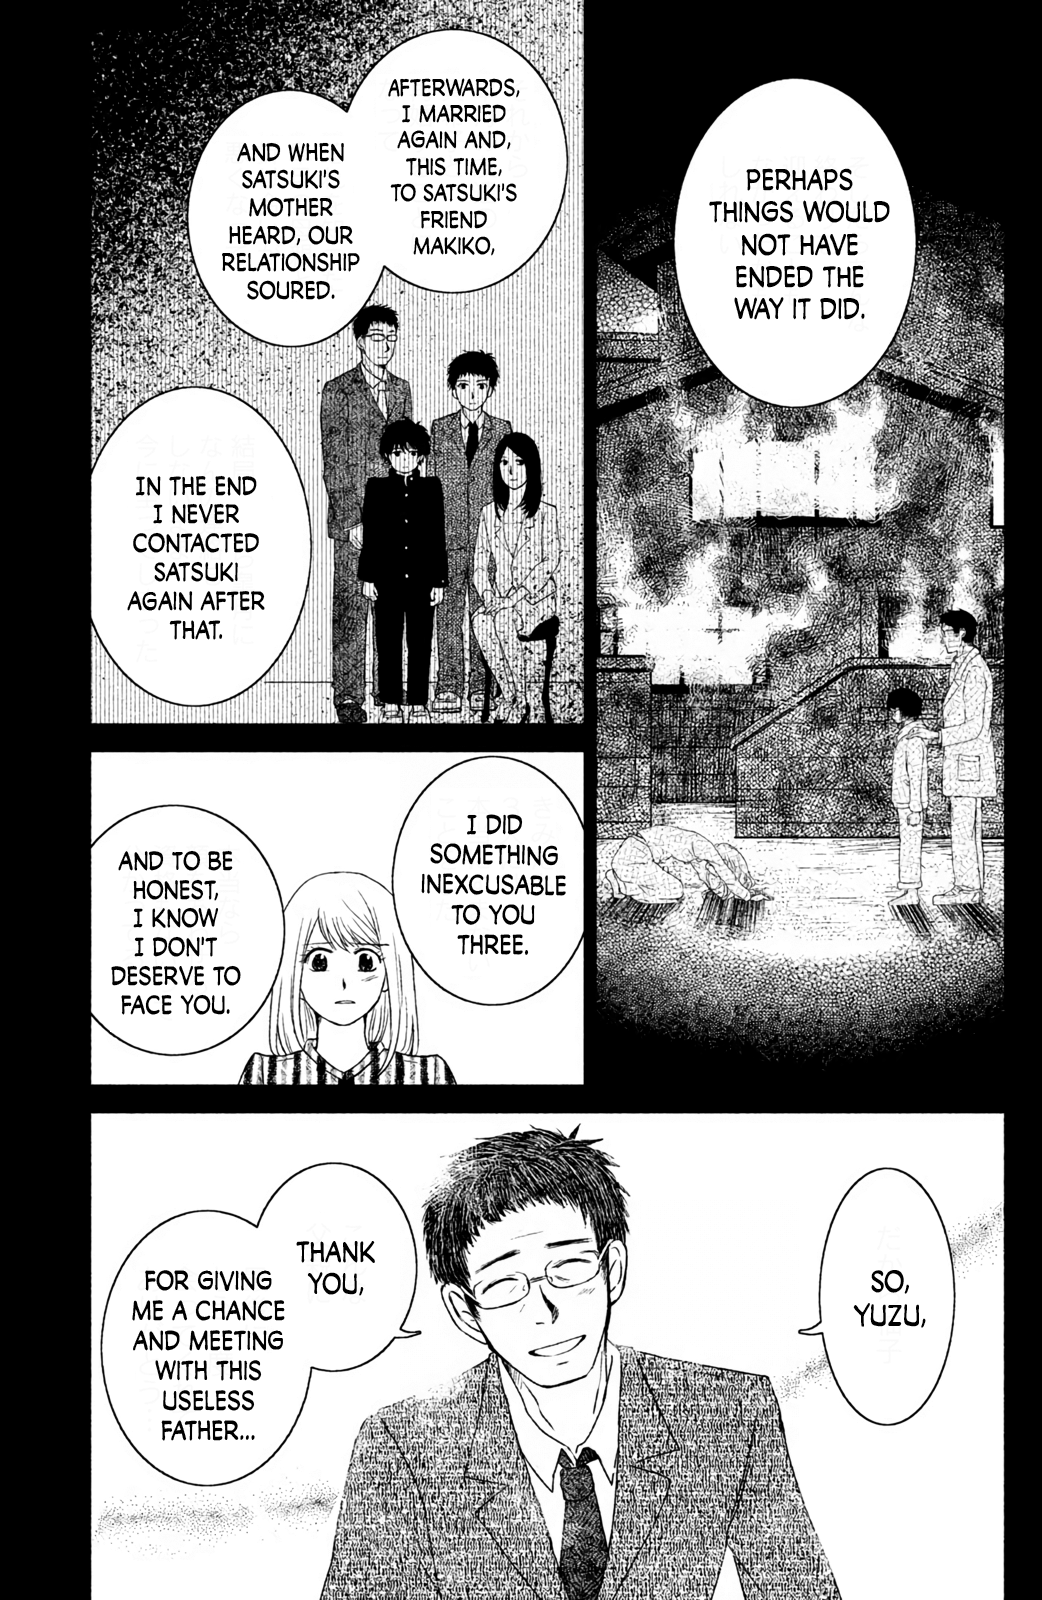 PERHAPS
THINGS WOULD
NOT HAVE
ENDED THE
WAY IT DID.
AFTERWARDS,
I MARRIED
AGAIN AND,
THIS TIME,
TO SATSUKI'S
FRIEND
MAKIKO,
AND WHEN
SATSUKI'S
MOTHER
HEARD, OUR
RELATIONSHIP
SOURED.
IN THE END
I NEVER
CONTACTED
SATSUKI
AGAIN AFTER
THAT.
I DID
SOMETHING
INEXCUSABLE
TO YOU
THREE.
AND TO BE
HONEST,
I KNOW
I DON'T
DESERVE TO
FACE YOU.
SO,
YUZU,
THANK
YOU,
FOR GIVING
ME A CHANCE
AND MEETING
WITH THIS
USELESS
FATHER...